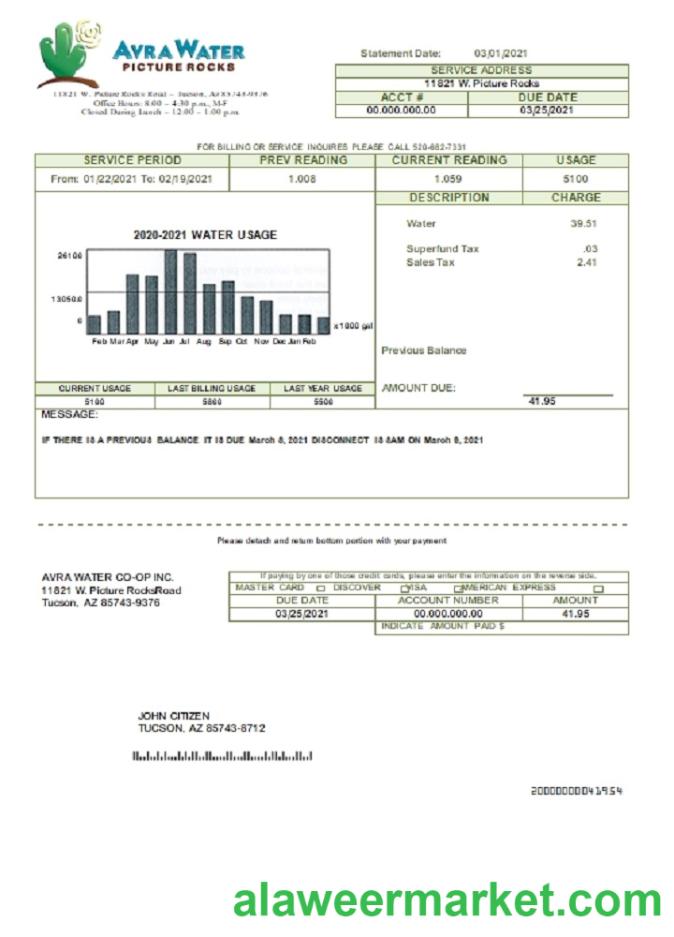 AVRA WATER
PICTURE ROCKS
11821 W. Picture Rocks Road – Tucson, Az 85743-9376
Office Hours: 8:00 – 4:30 p.m., M-F
Closed During Lunch – 12:00 – 1:00 p.m.
Statement Date: 03/01/2021
SERVICE ADDRESS
11821 W. Picture Rocks
ACCT # DUE DATE
00.000.000.00 03/25/2021
FOR BILLING OR SERVICE INQUIRES PLEASE CALL 520-682-7331
SERVICE PERIOD PREV READING CURRENT READING USAGE
From: 01/22/2021 To: 02/19/2021 1.008 1.059 5100
DESCRIPTION CHARGE
Water 39.51
Superfund Tax .03
Sales Tax 2.41
2020-2021 WATER USAGE
26100
13050.0
0
x1000 gal
Feb Mar Apr May Jun Jul Aug Sep Oct Nov Dec Jan Feb
Previous Balance
AMOUNT DUE: 41.95
CURRENT USAGE LAST BILLING USAGE LAST YEAR USAGE
5100 5800 5500
MESSAGE:
IF THERE IS A PREVIOUS BALANCE IT IS DUE March 8, 2021 DISCONNECT IS 8AM ON March 9, 2021
Please detach and return bottom portion with your payment
AVRA WATER CO-OP INC.
11821 W. Picture RocksRoad
Tucson, AZ 85743-9376
If paying by one of those credit cards, please enter the information on the reverse side.
MASTER CARD DISCOVER VISA AMERICAN EXPRESS
DUE DATE ACCOUNT NUMBER AMOUNT
03/25/2021 00.000.000.00 41.95
INDICATE AMOUNT PAID $
JOHN CITIZEN
TUCSON, AZ 85743-8712
20000000041954
alaweermarket.com